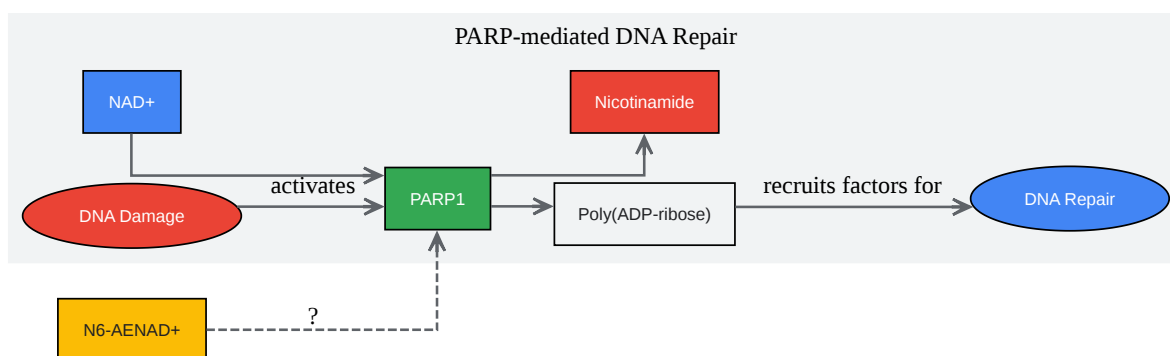 PARP-mediated DNA Repair
NAD+
Nicotinamide
activates
recruits factors for
DNA Damage
PARP1
Poly(ADP-ribose)
DNA Repair
N6-AENAD+
?